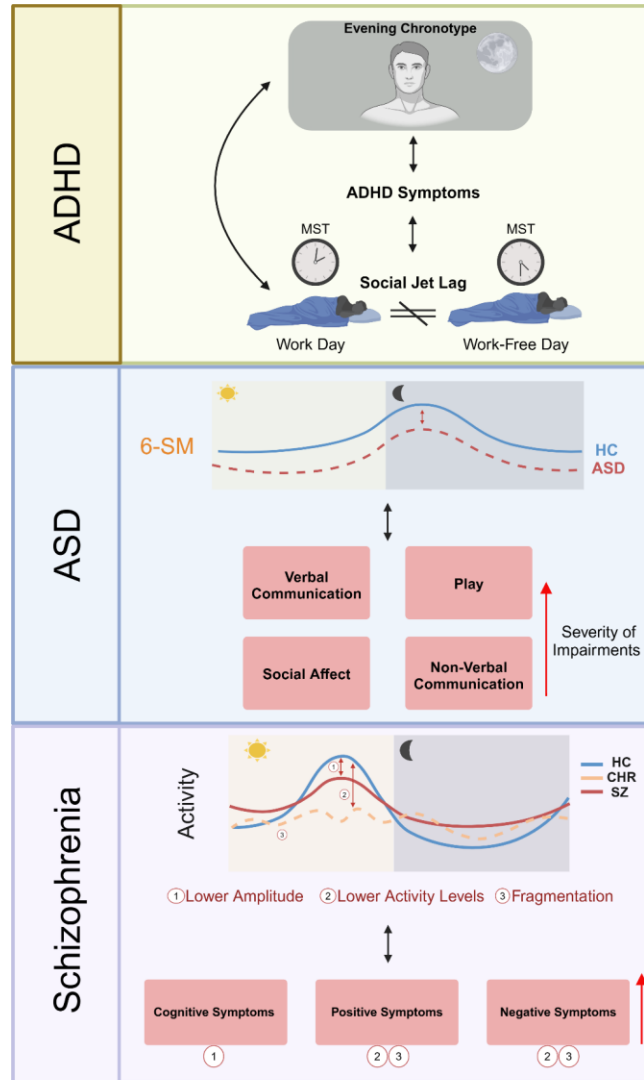 ADHD
Evening Chronotype
ADHD Symptoms
MST
MST
Social Jet Lag
Work Day
Work-Free Day
ASD
6-SM
HC
ASD
Verbal
Communication
Play
Social Affect
Non-Verbal
Communication
Severity of
Impairments
Schizophrenia
Activity
HC
CHR
SZ
1
2
3
1 Lower Amplitude
2 Lower Activity Levels
3 Fragmentation
Cognitive Symptoms
Positive Symptoms
Negative Symptoms
1
2 3
2 3